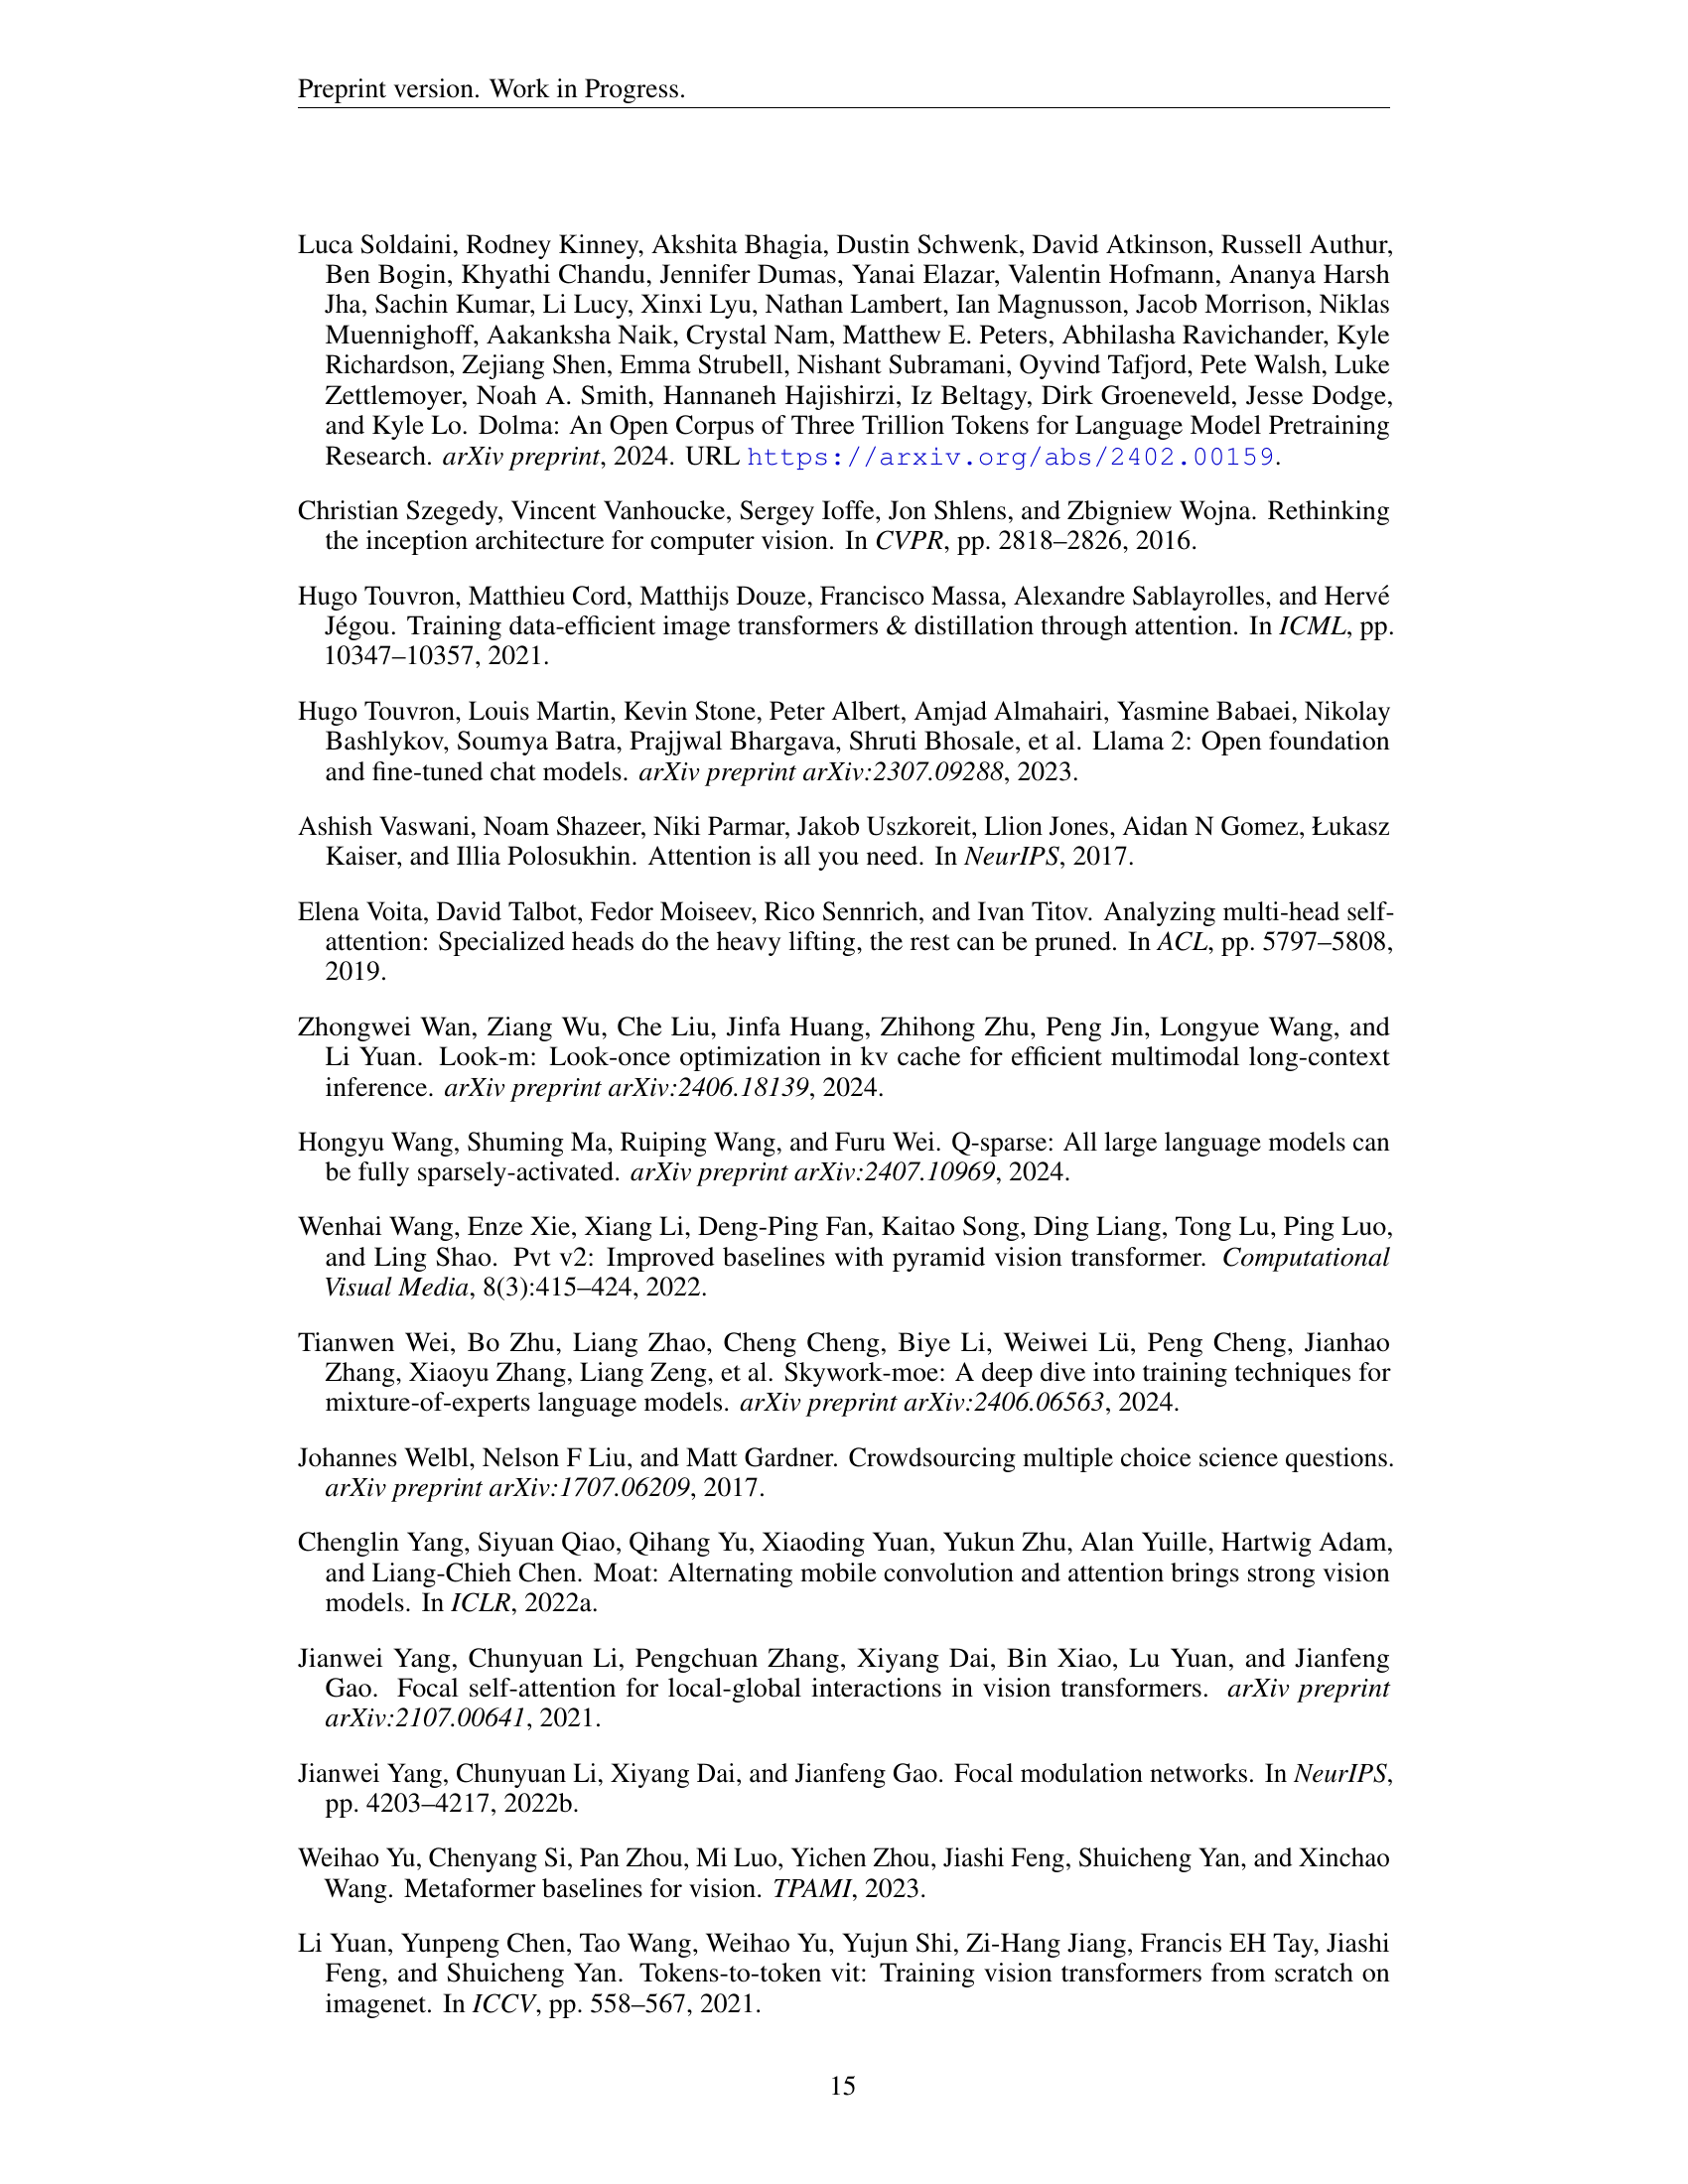 Preprint version. Work in Progress.
Luca Soldaini, Rodney Kinney, Akshita Bhagia, Dustin Schwenk, David Atkinson, Russell Authur,
Ben Bogin, Khyathi Chandu, Jennifer Dumas, Yanai Elazar, Valentin Hofmann, Ananya Harsh
Jha, Sachin Kumar, Li Lucy, Xinxi Lyu, Nathan Lambert, Ian Magnusson, Jacob Morrison, Niklas
Muennighoff, Aakanksha Naik, Crystal Nam, Matthew E. Peters, Abhilasha Ravichander, Kyle
Richardson, Zejiang Shen, Emma Strubell, Nishant Subramani, Oyvind Tafjord, Pete Walsh, Luke
Zettlemoyer, Noah A. Smith, Hannaneh Hajishirzi, Iz Beltagy, Dirk Groeneveld, Jesse Dodge,
and Kyle Lo. Dolma: An Open Corpus of Three Trillion Tokens for Language Model Pretraining
Research. arXiv preprint, 2024. URL https://arxiv.org/abs/2402.00159.
Christian Szegedy, Vincent Vanhoucke, Sergey Ioffe, Jon Shlens, and Zbigniew Wojna. Rethinking
the inception architecture for computer vision. In CVPR, pp. 2818–2826, 2016.
Hugo Touvron, Matthieu Cord, Matthijs Douze, Francisco Massa, Alexandre Sablayrolles, and Hervé
Jégou. Training data-efficient image transformers & distillation through attention. In ICML, pp.
10347–10357, 2021.
Hugo Touvron, Louis Martin, Kevin Stone, Peter Albert, Amjad Almahairi, Yasmine Babaei, Nikolay
Bashlykov, Soumya Batra, Prajjwal Bhargava, Shruti Bhosale, et al. Llama 2: Open foundation
and fine-tuned chat models. arXiv preprint arXiv:2307.09288, 2023.
Ashish Vaswani, Noam Shazeer, Niki Parmar, Jakob Uszkoreit, Llion Jones, Aidan N Gomez, Łukasz
Kaiser, and Illia Polosukhin. Attention is all you need. In NeurIPS, 2017.
Elena Voita, David Talbot, Fedor Moiseev, Rico Sennrich, and Ivan Titov. Analyzing multi-head self-
attention: Specialized heads do the heavy lifting, the rest can be pruned. In ACL, pp. 5797–5808,
2019.
Zhongwei Wan, Ziang Wu, Che Liu, Jinfa Huang, Zhihong Zhu, Peng Jin, Longyue Wang, and
Li Yuan. Look-m: Look-once optimization in kv cache for efficient multimodal long-context
inference. arXiv preprint arXiv:2406.18139, 2024.
Hongyu Wang, Shuming Ma, Ruiping Wang, and Furu Wei. Q-sparse: All large language models can
be fully sparsely-activated. arXiv preprint arXiv:2407.10969, 2024.
Wenhai Wang, Enze Xie, Xiang Li, Deng-Ping Fan, Kaitao Song, Ding Liang, Tong Lu, Ping Luo,
and Ling Shao. Pvt v2: Improved baselines with pyramid vision transformer. Computational
Visual Media, 8(3):415–424, 2022.
Tianwen Wei, Bo Zhu, Liang Zhao, Cheng Cheng, Biye Li, Weiwei Lü, Peng Cheng, Jianhao
Zhang, Xiaoyu Zhang, Liang Zeng, et al. Skywork-moe: A deep dive into training techniques for
mixture-of-experts language models. arXiv preprint arXiv:2406.06563, 2024.
Johannes Welbl, Nelson F Liu, and Matt Gardner. Crowdsourcing multiple choice science questions.
arXiv preprint arXiv:1707.06209, 2017.
Chenglin Yang, Siyuan Qiao, Qihang Yu, Xiaoding Yuan, Yukun Zhu, Alan Yuille, Hartwig Adam,
and Liang-Chieh Chen. Moat: Alternating mobile convolution and attention brings strong vision
models. In ICLR, 2022a.
Jianwei Yang, Chunyuan Li, Pengchuan Zhang, Xiyang Dai, Bin Xiao, Lu Yuan, and Jianfeng
Gao. Focal self-attention for local-global interactions in vision transformers. arXiv preprint
arXiv:2107.00641, 2021.
Jianwei Yang, Chunyuan Li, Xiyang Dai, and Jianfeng Gao. Focal modulation networks. In NeurIPS,
pp. 4203–4217, 2022b.
Weihao Yu, Chenyang Si, Pan Zhou, Mi Luo, Yichen Zhou, Jiashi Feng, Shuicheng Yan, and Xinchao
Wang. Metaformer baselines for vision. TPAMI, 2023.
Li Yuan, Yunpeng Chen, Tao Wang, Weihao Yu, Yujun Shi, Zi-Hang Jiang, Francis EH Tay, Jiashi
Feng, and Shuicheng Yan. Tokens-to-token vit: Training vision transformers from scratch on
imagenet. In ICCV, pp. 558–567, 2021.
15